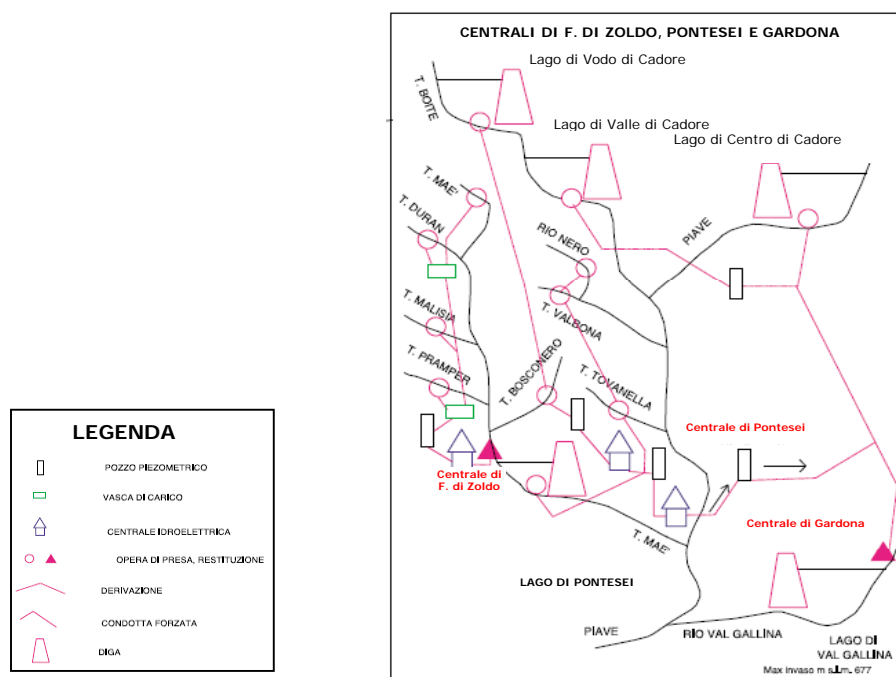 CENTRALI DI F. DI ZOLDO, PONTESEI E GARDONA
Lago di Vodo di Cadore
T. BOITE
Lago di Valle di Cadore
Lago di Centro di Cadore
T. MAE'
T. DURAN
RIO NERO
PIAVE
T. MALISIA
T. VALBONA
T. PRAMPER
T. BOSCONERO
T. TOVANELLA
Centrale di Pontesei
Centrale di
F. di Zoldo
Centrale di Gardona
T. MAE'
LAGO DI PONTESEI
PIAVE
RIO VAL GALLINA
LAGO DI
VAL GALLINA
Max invaso m s.l.m. 677
LEGENDA
POZZO PIEZOMETRICO
VASCA DI CARICO
CENTRALE IDROELETTRICA
OPERA DI PRESA, RESTITUZIONE
DERIVAZIONE
CONDOTTA FORZATA
DIGA